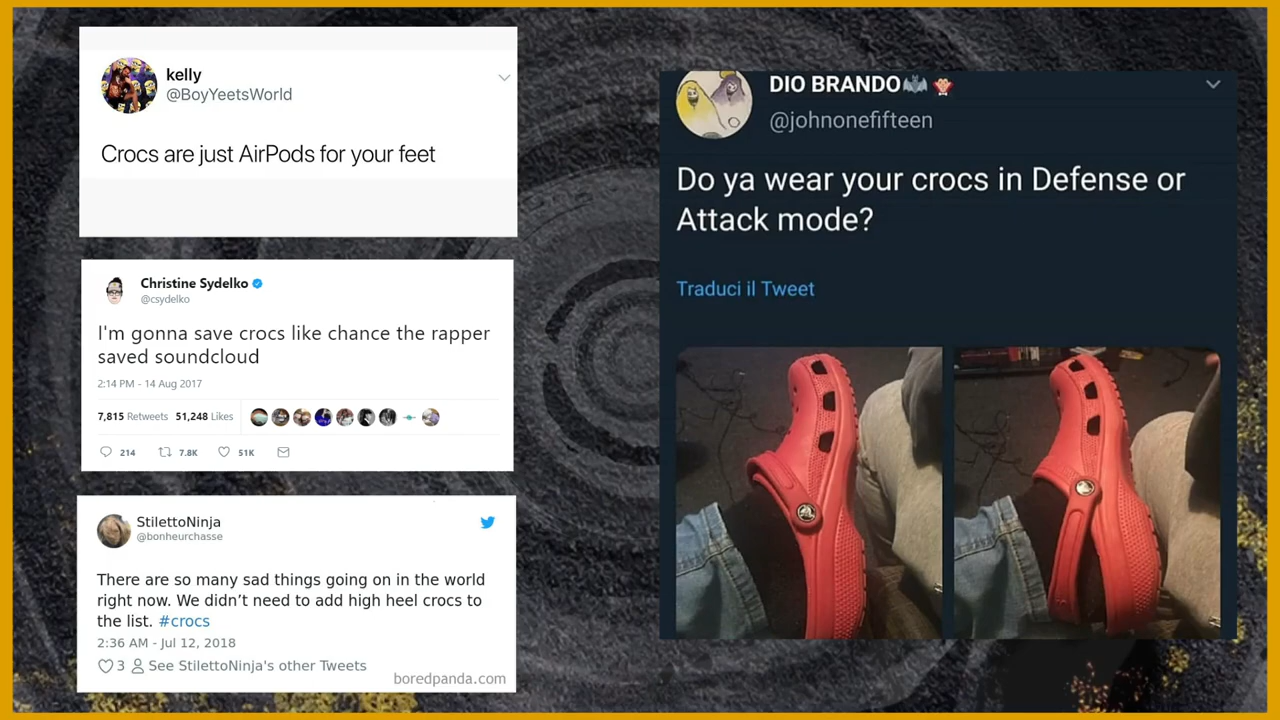 kelly
@BoyYeetsWorld
Crocs are just AirPods for your feet
Christine Sydelko
@csydelko
I'm gonna save crocs like chance the rapper
saved soundcloud
2:14 PM - 14 Aug 2017
7,815 Retweets 51,248 Likes
214 7.8K 51K
StilettoNinja
@bonheurchasse
There are so many sad things going on in the world
right now. We didn’t need to add high heel crocs to
the list. #crocs
2:36 AM - Jul 12, 2018
3 See StilettoNinja's other Tweets
boredpanda.com
DIO BRANDO🦇🧛
@johnonefifteen
Do ya wear your crocs in Defense or
Attack mode?
Traduci il Tweet